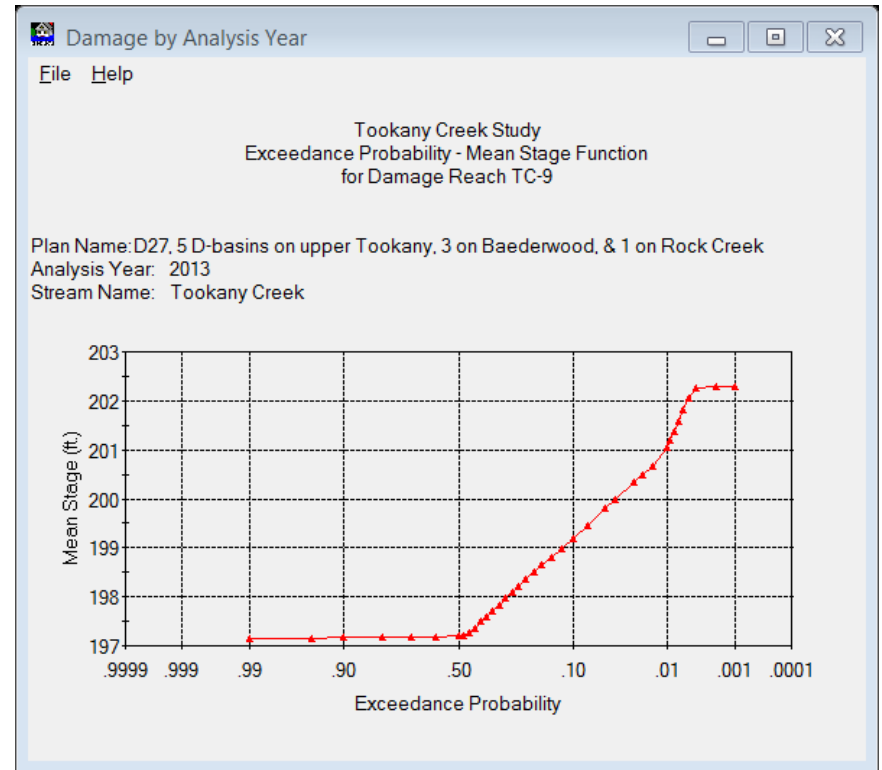 Damage by Analysis Year
File Help
Tookany Creek Study
Exceedance Probability - Mean Stage Function
for Damage Reach TC-9
Plan Name:D27, 5 D-basins on upper Tookany, 3 on Baederwood, & 1 on Rock Creek
Analysis Year: 2013
Stream Name: Tookany Creek
203
202
201
200
199
198
197
Mean Stage (ft.)
.9999 .999 .99 .90 .50 .10 .01 .001 .0001
Exceedance Probability